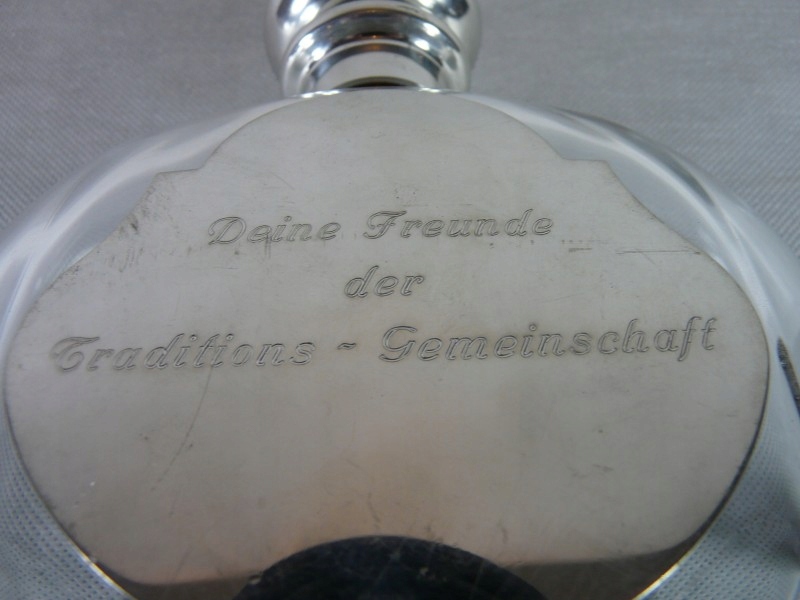 Deine Freunde
der
Traditions - Gemeinschaft